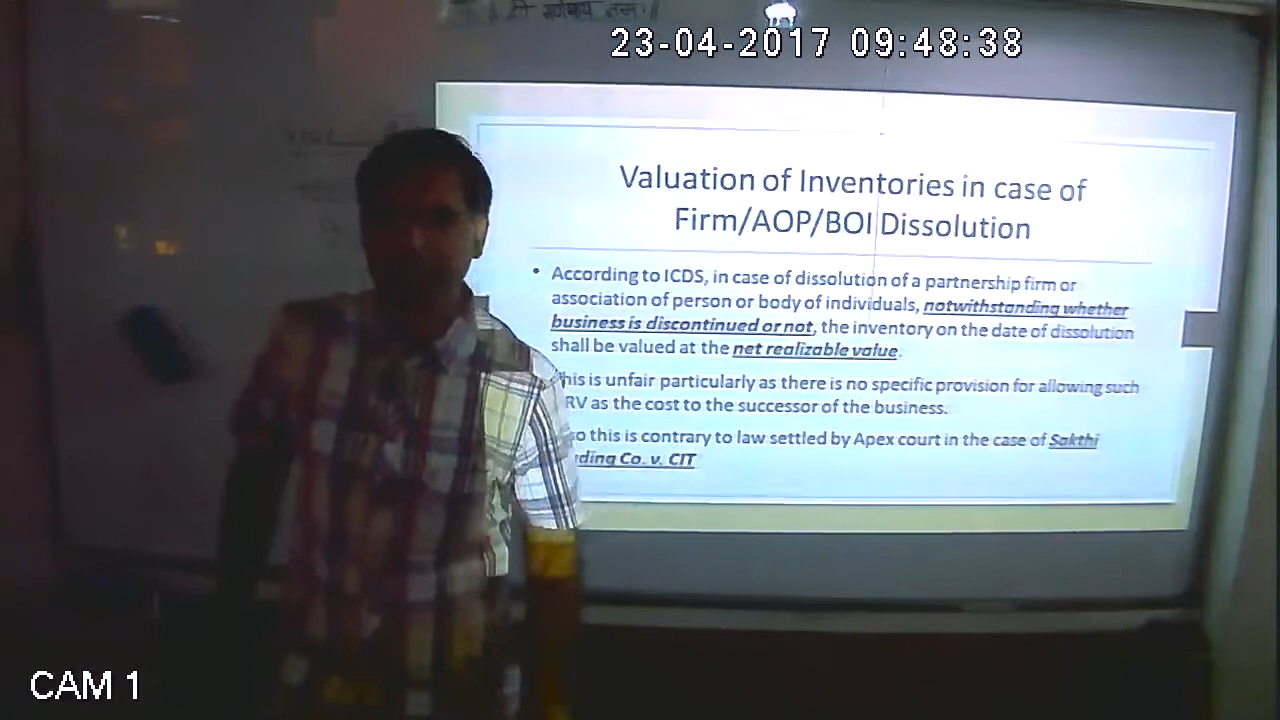 23-04-2017 09:48:38
Valuation of Inventories in case of
Firm/AOP/BOI Dissolution
• According to ICDS, in case of dissolution of a partnership firm or
association of person or body of individuals, notwithstanding whether
business is discontinued or not, the inventory on the date of dissolution
shall be valued at the net realizable value.
his is unfair particularly as there is no specific provision for allowing such
RV as the cost to the successor of the business.
so this is contrary to law settled by Apex court in the case of Sakthi
ding Co. v. CIT
CAM 1